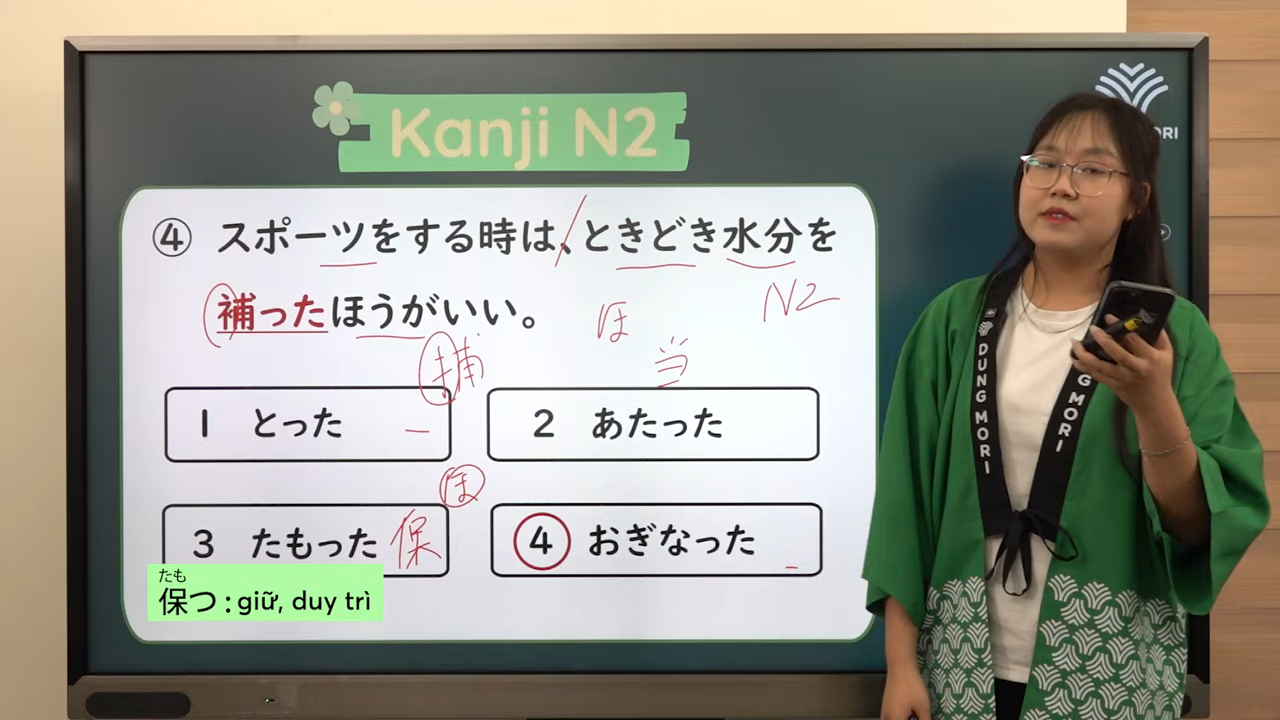 Kanji N2
ORI
④ スポーツをする時は、ときどき水分を
補ったほうがいい。
ほ
N2
捕
当
1 とった
2 あたった
ほ
3 たもった
保
④ おぎなった
たも
保つ : giữ, duy trì
DUNG MORI
G MORI